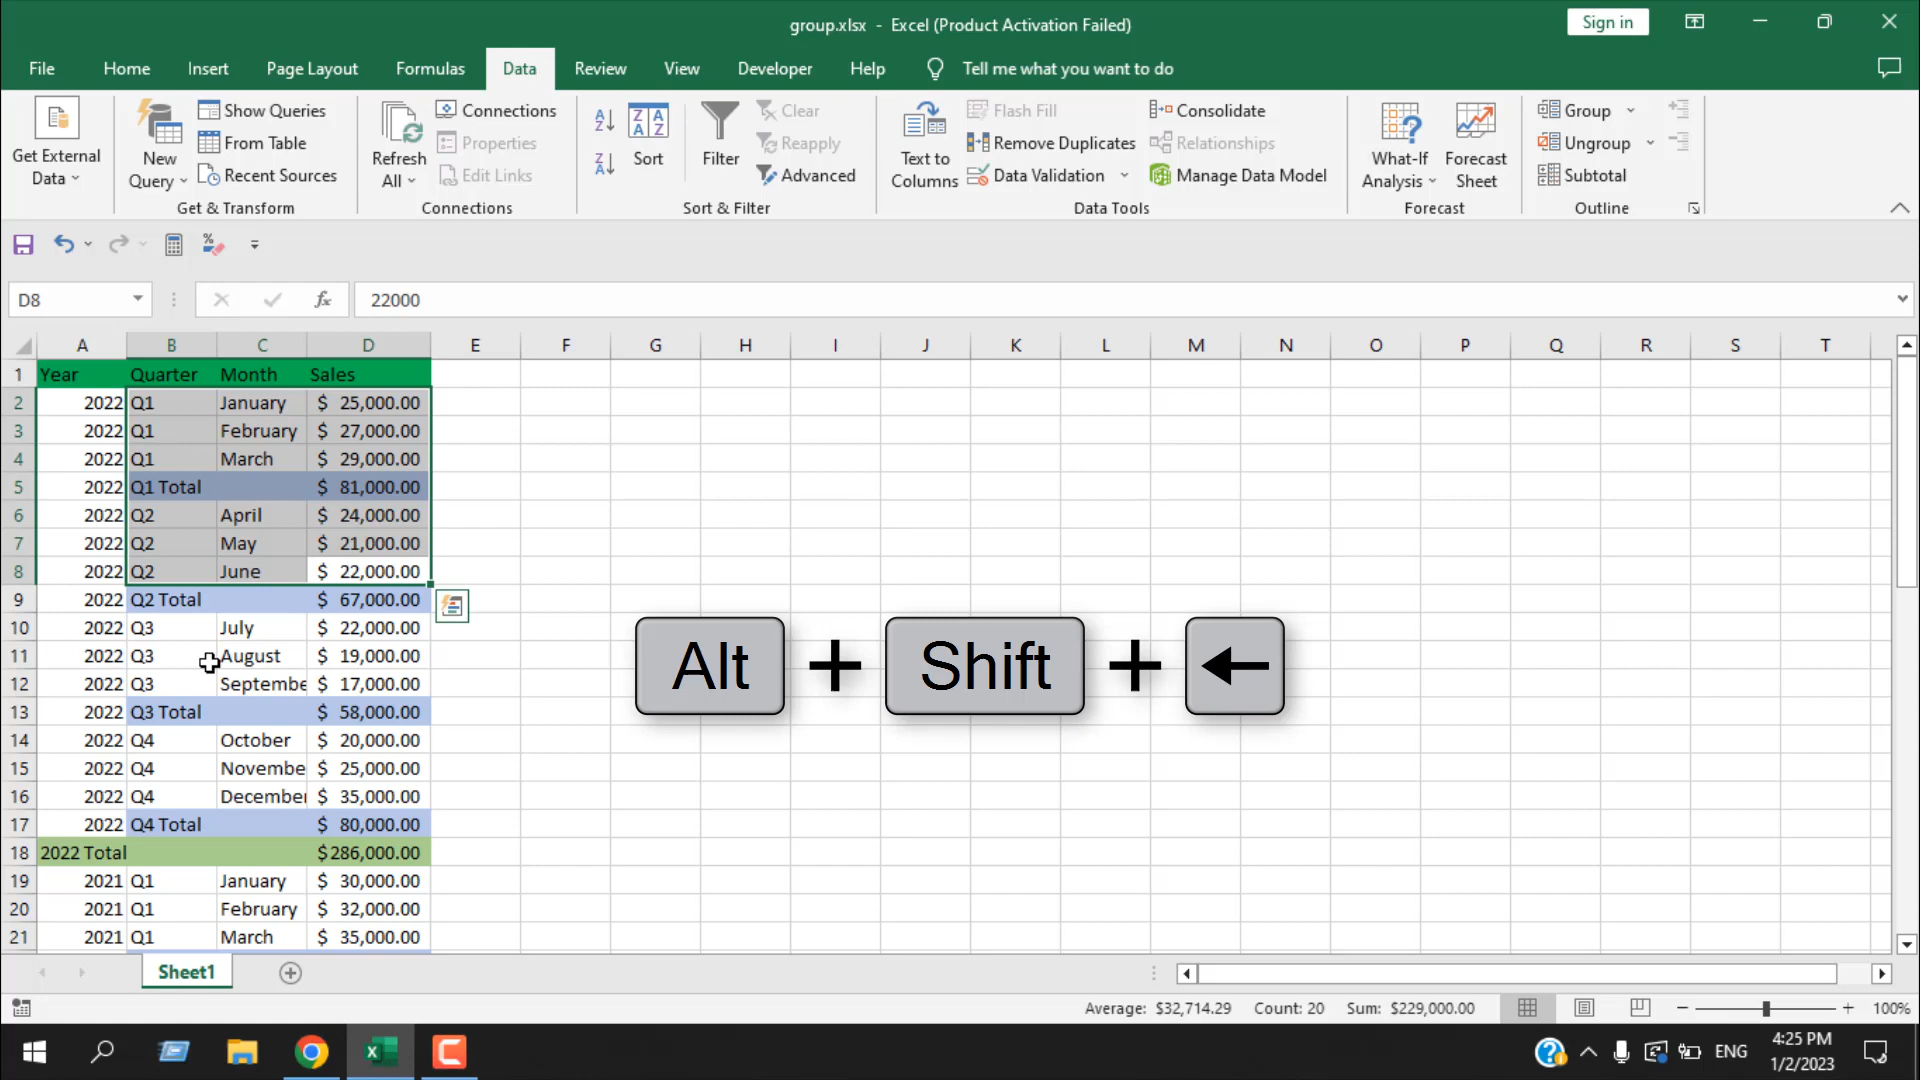 group.xlsx - Excel (Product Activation Failed)
Sign in
File Home Insert Page Layout Formulas Data Review View Developer Help Tell me what you want to do
Get External Data
New Query
Show Queries
From Table
Recent Sources
Get & Transform
Refresh All
Connections
Properties
Edit Links
Connections
Sort
Filter
Clear
Reapply
Advanced
Sort & Filter
Text to Columns
Flash Fill
Remove Duplicates
Data Validation
Consolidate
Relationships
Manage Data Model
Data Tools
What-If Analysis
Forecast Sheet
Forecast
Group
Ungroup
Subtotal
Outline
D8 fx 22000
A B C D E F G H I J K L M N O P Q R S T
1 Year Quarter Month Sales
2 2022 Q1 January $ 25,000.00
3 2022 Q1 February $ 27,000.00
4 2022 Q1 March $ 29,000.00
5 2022 Q1 Total $ 81,000.00
6 2022 Q2 April $ 24,000.00
7 2022 Q2 May $ 21,000.00
8 2022 Q2 June $ 22,000.00
9 2022 Q2 Total $ 67,000.00
10 2022 Q3 July $ 22,000.00
11 2022 Q3 August $ 19,000.00
12 2022 Q3 Septembe $ 17,000.00
13 2022 Q3 Total $ 58,000.00
14 2022 Q4 October $ 20,000.00
15 2022 Q4 Novembe $ 25,000.00
16 2022 Q4 December $ 35,000.00
17 2022 Q4 Total $ 80,000.00
18 2022 Total $286,000.00
19 2021 Q1 January $ 30,000.00
20 2021 Q1 February $ 32,000.00
21 2021 Q1 March $ 35,000.00
Alt + Shift + ←
Sheet1
Average: $32,714.29 Count: 20 Sum: $229,000.00 100%
ENG
4:25 PM
1/2/2023